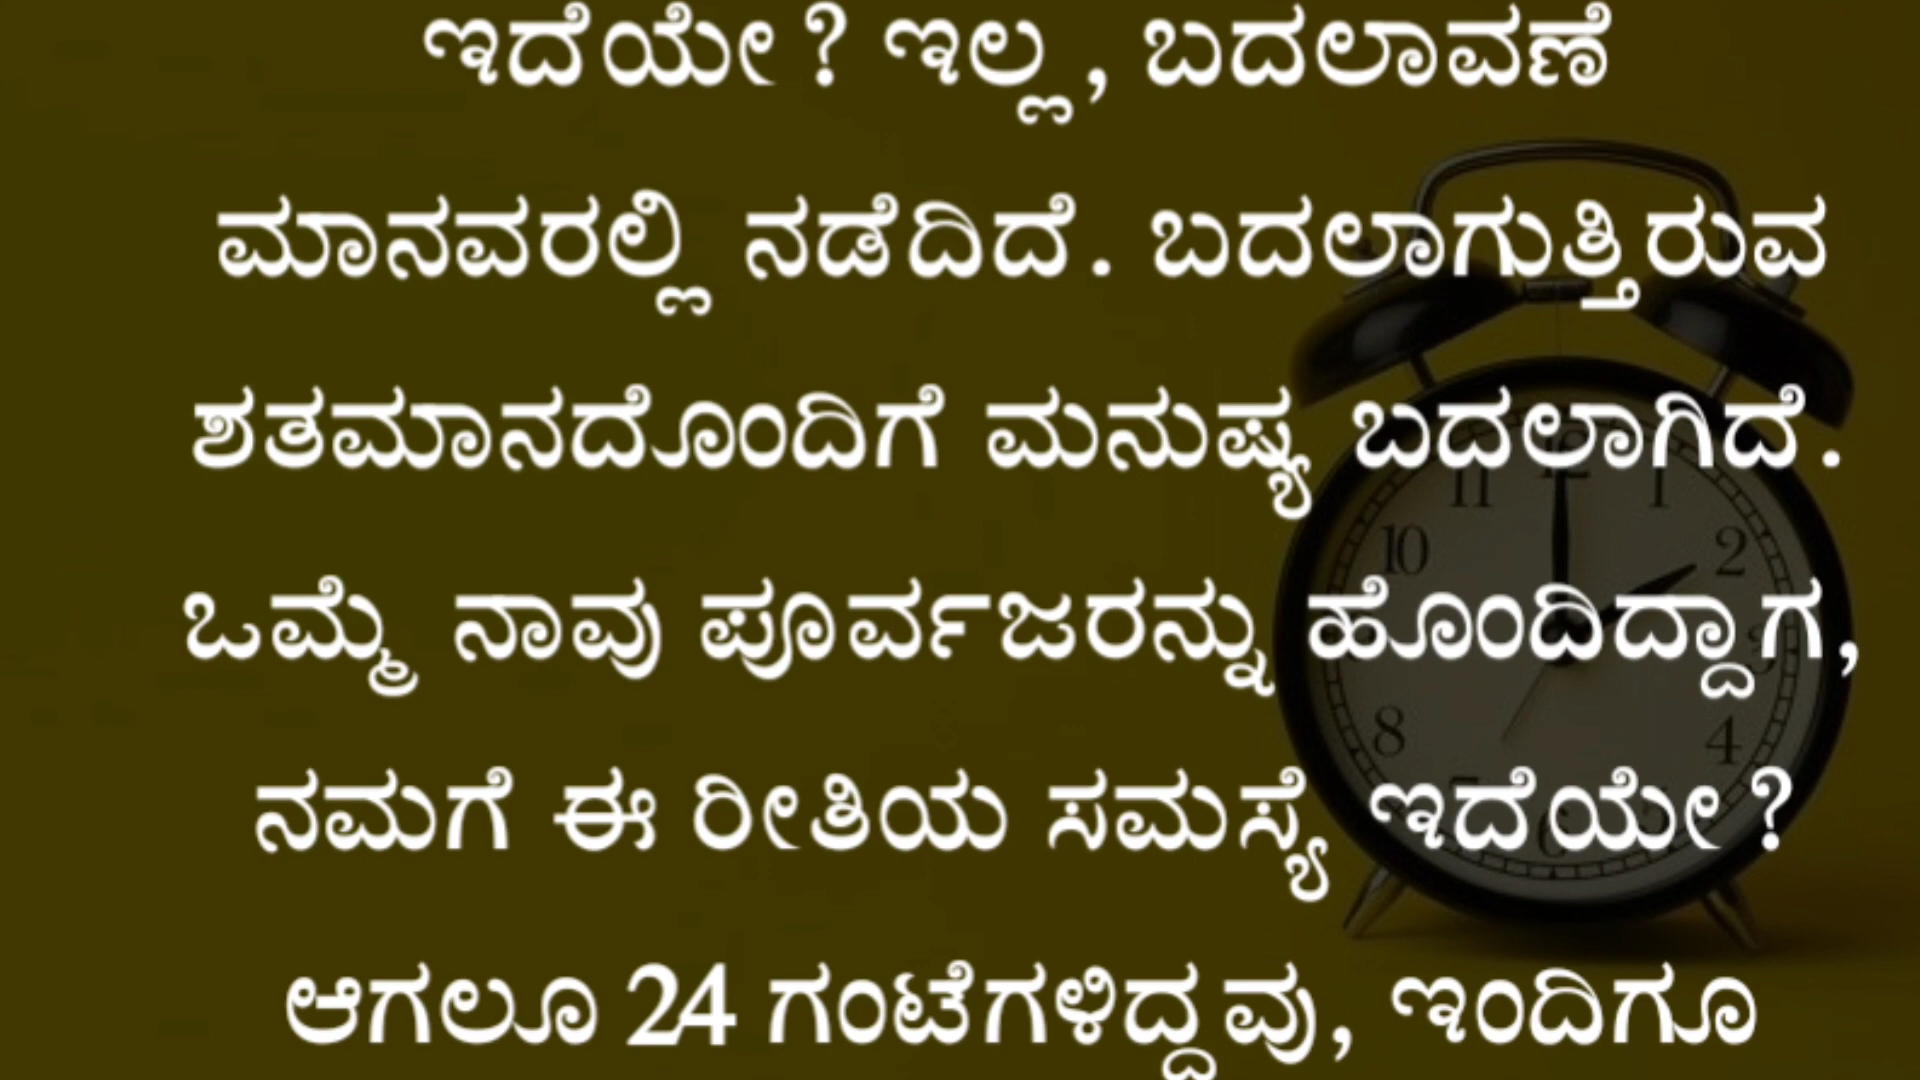 ಇದೆಯೇ? ಇಲ್ಲ, ಬದಲಾವಣೆ
ಮಾನವರಲ್ಲಿ ನಡೆದಿದೆ. ಬದಲಾಗುತ್ತಿರುವ
ಶತಮಾನದೊಂದಿಗೆ ಮನುಷ್ಯ ಬದಲಾಗಿದೆ.
ಒಮ್ಮೆ ನಾವು ಪೂರ್ವಜರನ್ನು ಹೊಂದಿದ್ದಾಗ,
ನಮಗೆ ಈ ರೀತಿಯ ಸಮಸ್ಯೆ ಇದೆಯೇ?
ಆಗಲೂ 24 ಗಂಟೆಗಳಿದ್ದವು, ಇಂದಿಗೂ